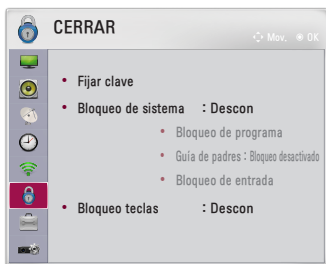 CERRAR
Mov. OK
• Fijar clave
• Bloqueo de sistema : Descon
• Bloqueo de programa
• Guía de padres : Bloqueo desactivado
• Bloqueo de entrada
• Bloqueo teclas : Descon